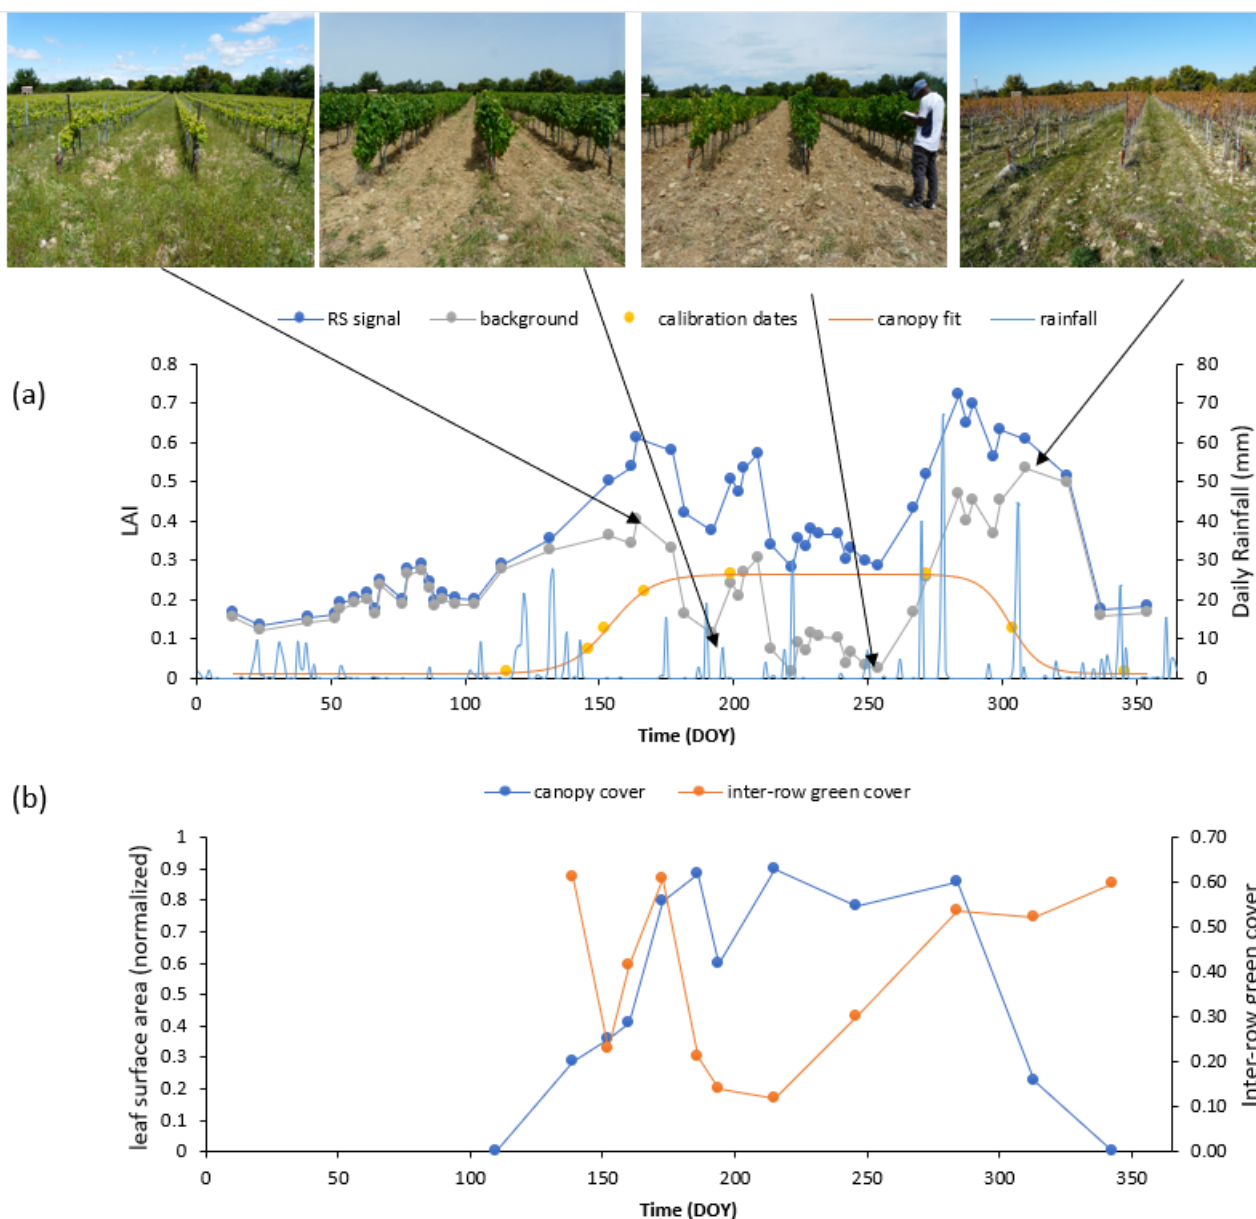 RS signal
background
calibration dates
canopy fit
rainfall
(a)
LAI
0.8
0.7
0.6
0.5
0.4
0.3
0.2
0.1
0
80
70
60
50
40
30
20
10
0
Daily Rainfall (mm)
0 50 100 150 200 250 300 350
Time (DOY)
(b)
canopy cover
inter-row green cover
leaf surface area (normalized)
1
0.9
0.8
0.7
0.6
0.5
0.4
0.3
0.2
0.1
0
0.70
0.60
0.50
0.40
0.30
0.20
0.10
0.00
Inter-row green cover
0 50 100 150 200 250 300 350
Time (DOY)